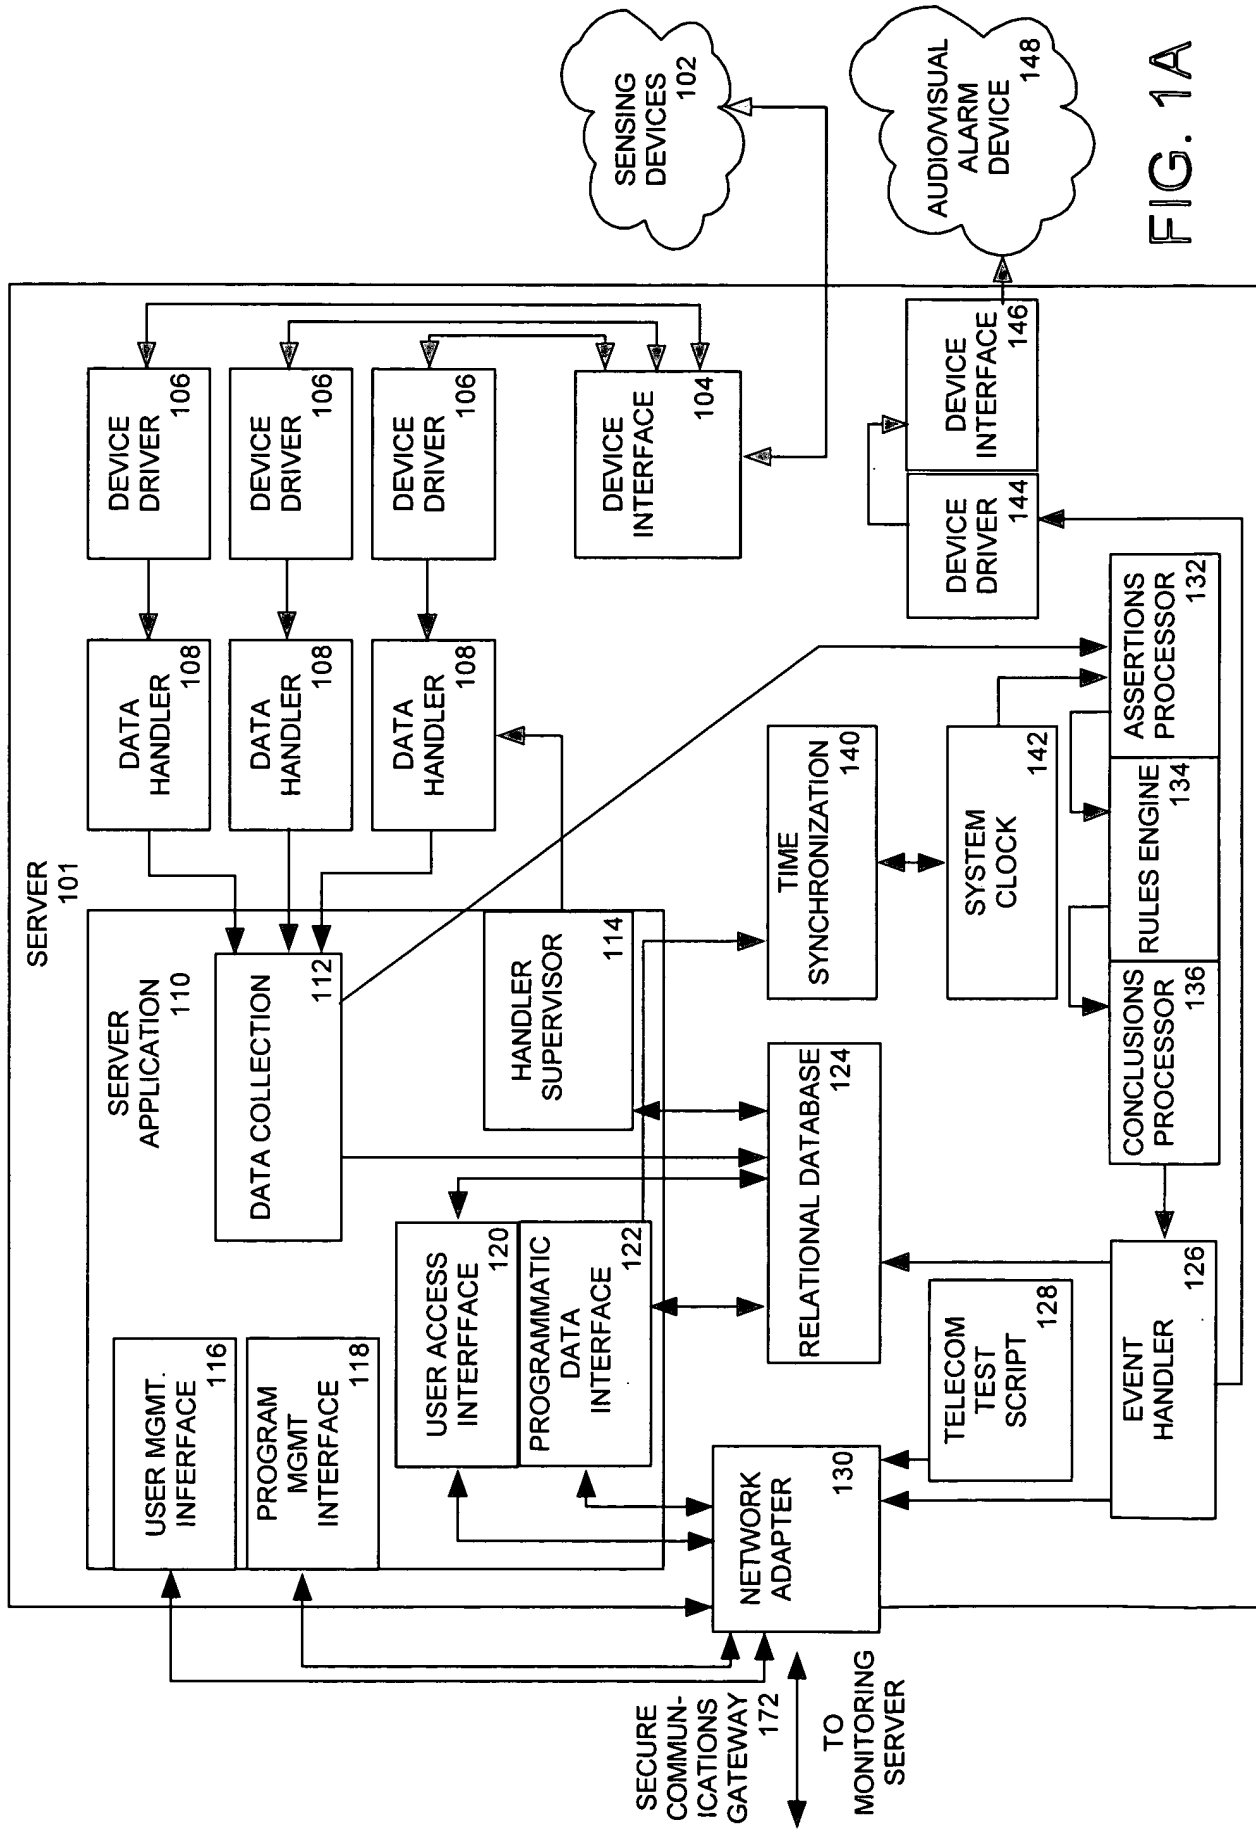 SERVER
101
SERVER
APPLICATION
110
USER MGMT.
INFERFACE
116
PROGRAM
MGMT
INTERFACE
118
DATA COLLECTION
112
USER ACCESS
INTERFFACE
120
PROGRAMMATIC
DATA
INTERFACE
122
HANDLER
SUPERVISOR
114
DATA
HANDLER
108
DATA
HANDLER
108
DATA
HANDLER
108
DEVICE
DRIVER
106
DEVICE
DRIVER
106
DEVICE
DRIVER
106
DEVICE
INTERFACE
104
SENSING
DEVICES
102
SECURE
COMMUN-
ICATIONS
GATEWAY
172
TO
MONITORING
SERVER
NETWORK
ADAPTER
130
RELATIONAL DATABASE
124
TIME
SYNCHRONIZATION
140
SYSTEM
CLOCK
142
DEVICE
DRIVER
144
DEVICE
INTERFACE
146
AUDIO/VISUAL
ALARM
DEVICE
148
TELECOM
TEST
SCRIPT
128
EVENT
HANDLER
126
CONCLUSIONS
PROCESSOR
136
RULES ENGINE
134
ASSERTIONS
PROCESSOR
132
FIG. 1A